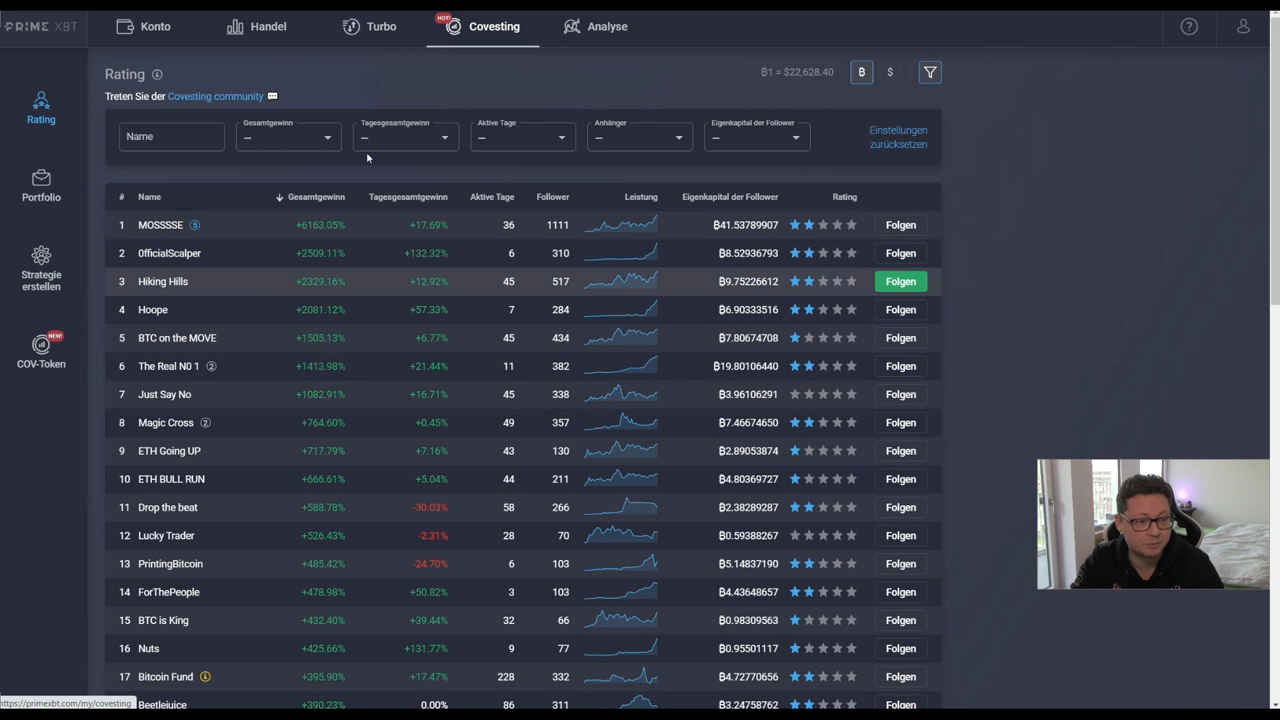 PRIME XBT
Konto
Handel
Turbo
HOT!
Covesting
Analyse
Rating
฿1 = $22,628.40
฿
$
Treten Sie der Covesting community
Rating
Portfolio
Strategie
erstellen
NEW!
COV-Token
Name
Gesamtgewinn
—
Tagesgesamtgewinn
—
Aktive Tage
—
Anhänger
—
Eigenkapital der Follower
—
Einstellungen
zurücksetzen
# Name Gesamtgewinn Tagesgesamtgewinn Aktive Tage Follower Leistung Eigenkapital der Follower Rating
1 MOSSSSE 5 +6163.05% +17.69% 36 1111 ฿41.53789907 Folgen
2 0fficialScalper +2509.11% +132.32% 6 310 ฿8.52936793 Folgen
3 Hiking Hills +2329.16% +12.92% 45 517 ฿9.75226612 Folgen
4 Hoope +2081.12% +57.33% 7 284 ฿6.90333516 Folgen
5 BTC on the MOVE +1505.13% +6.77% 45 434 ฿7.80674708 Folgen
6 The Real N0 1 2 +1413.98% +21.44% 11 382 ฿19.80106440 Folgen
7 Just Say No +1082.91% +16.71% 45 338 ฿3.96106291 Folgen
8 Magic Cross 2 +764.60% +0.45% 49 357 ฿7.46674650 Folgen
9 ETH Going UP +717.79% +7.16% 43 130 ฿2.89053874 Folgen
10 ETH BULL RUN +666.61% +5.04% 44 211 ฿4.80369727 Folgen
11 Drop the beat +588.78% -30.03% 58 266 ฿2.38289287 Folgen
12 Lucky Trader +526.43% -2.31% 28 70 ฿0.59388267 Folgen
13 PrintingBitcoin +485.42% -24.70% 6 103 ฿5.14837190 Folgen
14 ForThePeople +478.98% +50.82% 3 103 ฿4.43648657 Folgen
15 BTC is King +432.40% +39.44% 32 66 ฿0.98309563 Folgen
16 Nuts +425.66% +131.77% 9 77 ฿0.95501117 Folgen
17 Bitcoin Fund +395.90% +17.47% 228 332 ฿4.72770656 Folgen
Beetlejuice +390.23% 0.00% 86 311 ฿3.24758762 Folgen
https://primexbt.com/my/covesting